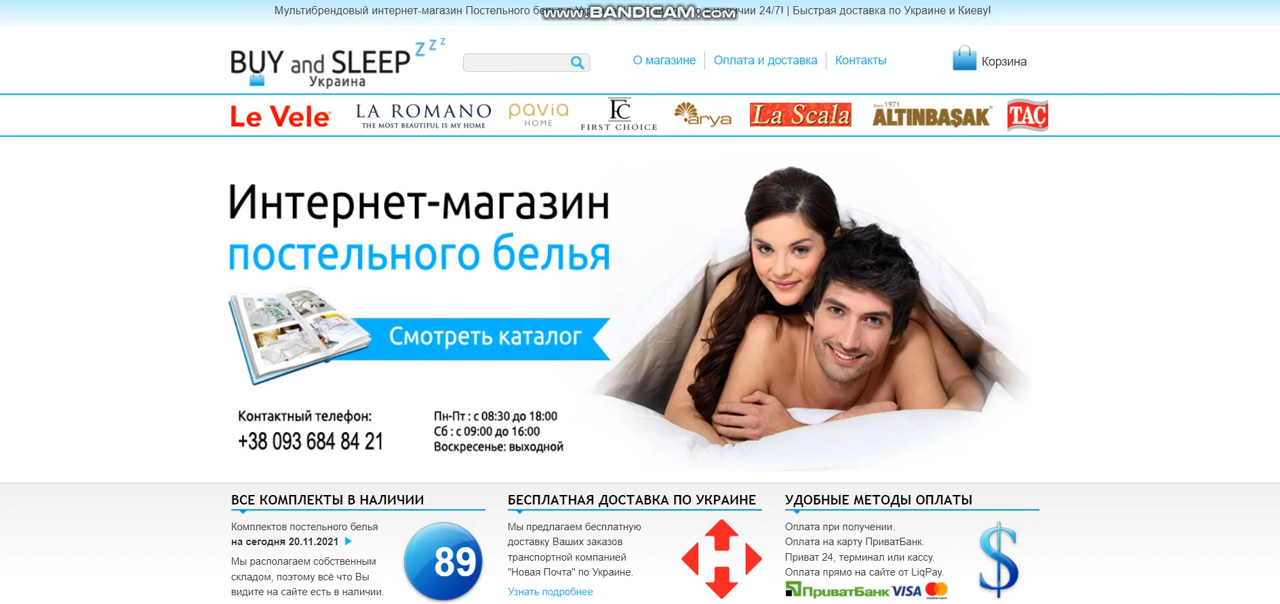 Мультибрендовый интернет-магазин Постельного белья в наличии 24/7! | Быстрая доставка по Украине и Киеву!
www.BANDICAM.com
BUY and SLEEP z z z
Украина
О магазине
Оплата и доставка
Контакты
Корзина
Le Vele
LA ROMANO
THE MOST BEAUTIFUL IS MY HOME
pavia
HOME
FC
FIRST CHOICE
arya
La Scala
Since 1971
ALTINBAŞAK
TAÇ
Интернет-магазин
постельного белья
Смотреть каталог
Контактный телефон:
+38 093 684 84 21
Пн-Пт : с 08:30 до 18:00
Сб : с 09:00 до 16:00
Воскресенье: выходной
ВСЕ КОМПЛЕКТЫ В НАЛИЧИИ
Комплектов постельного белья
на сегодня 20.11.2021
89
Мы располагаем собственным
складом, поэтому всё что Вы
видите на сайте есть в наличии.
БЕСПЛАТНАЯ ДОСТАВКА ПО УКРАИНЕ
Мы предлагаем бесплатную
доставку Ваших заказов
транспортной компанией
"Новая Почта" по Украине.
Узнать подробнее
УДОБНЫЕ МЕТОДЫ ОПЛАТЫ
Оплата при получении.
Оплата на карту ПриватБанк.
Приват 24, терминал или кассу.
Оплата прямо на сайте от LiqPay.
$
ПриватБанк VISA